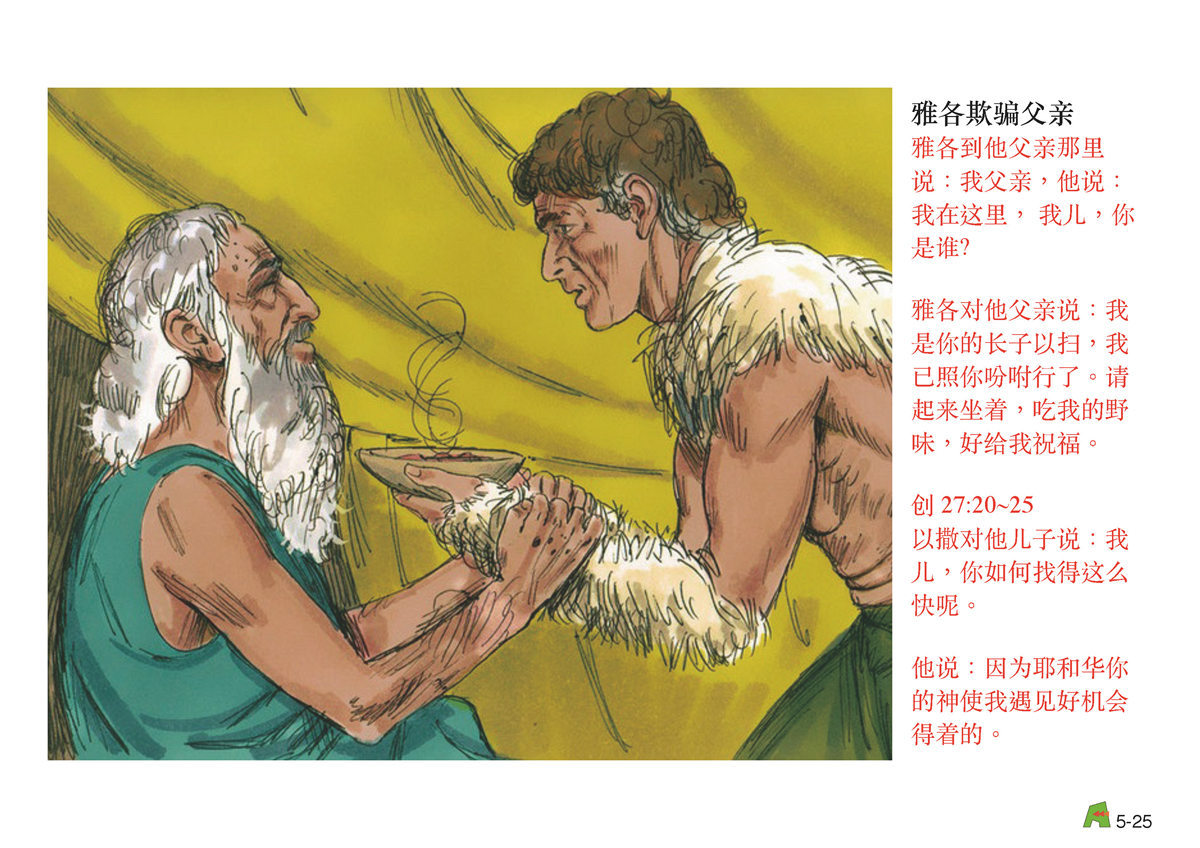 雅各欺骗父亲
雅各到他父亲那里
说：我父亲，他说：
我在这里， 我儿，你
是谁?
雅各对他父亲说：我
是你的长子以扫，我
已照你吩咐行了。请
起来坐着，吃我的野
味，好给我祝福。
创 27:20~25
以撒对他儿子说：我
儿，你如何找得这么
快呢。
他说：因为耶和华你
的神使我遇见好机会
得着的。
5-25